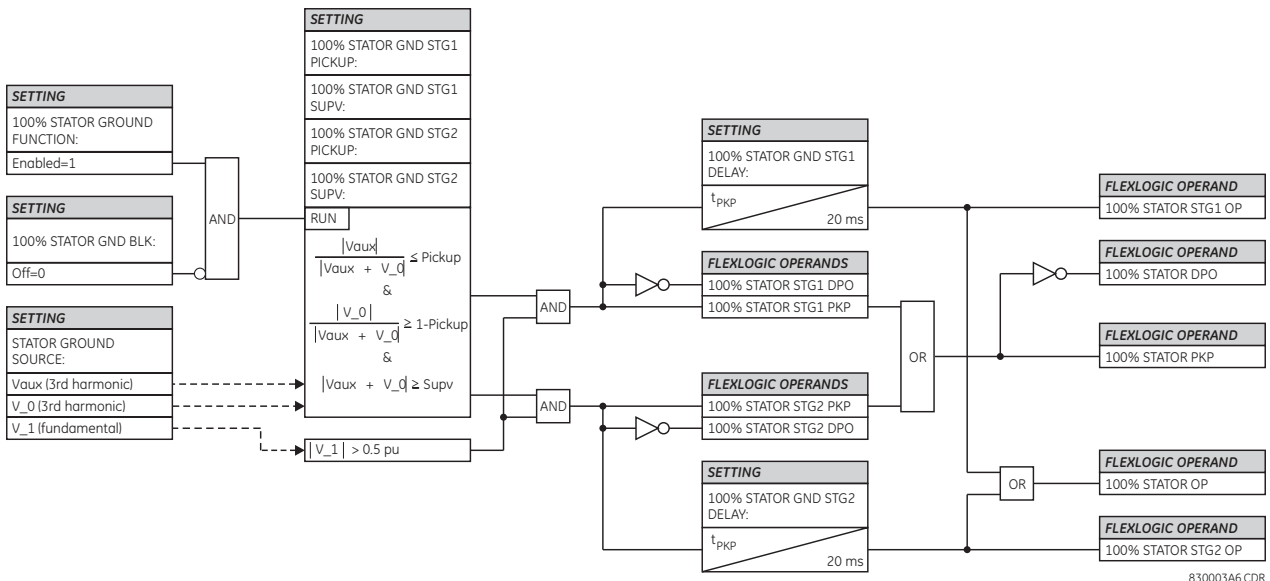 SETTING
100% STATOR GROUND
FUNCTION:
Enabled=1
SETTING
100% STATOR GND BLK:
Off=0
SETTING
STATOR GROUND
SOURCE:
Vaux (3rd harmonic)
V_0 (3rd harmonic)
V_1 (fundamental)
AND
SETTING
100% STATOR GND STG1
PICKUP:
100% STATOR GND STG1
SUPV:
100% STATOR GND STG2
PICKUP:
100% STATOR GND STG2
SUPV:
RUN
|Vaux|
|Vaux + V_0|
≤ Pickup
&
|V_0|
|Vaux + V_0|
≥ 1-Pickup
&
|Vaux + V_0| ≥ Supv
|V_1| > 0.5 pu
AND
AND
SETTING
100% STATOR GND STG1
DELAY:
tPKP
20 ms
FLEXLOGIC OPERANDS
100% STATOR STG1 DPO
100% STATOR STG1 PKP
FLEXLOGIC OPERANDS
100% STATOR STG2 PKP
100% STATOR STG2 DPO
SETTING
100% STATOR GND STG2
DELAY:
tPKP
20 ms
OR
OR
FLEXLOGIC OPERAND
100% STATOR STG1 OP
FLEXLOGIC OPERAND
100% STATOR DPO
FLEXLOGIC OPERAND
100% STATOR PKP
FLEXLOGIC OPERAND
100% STATOR OP
FLEXLOGIC OPERAND
100% STATOR STG2 OP
830003A6.CDR